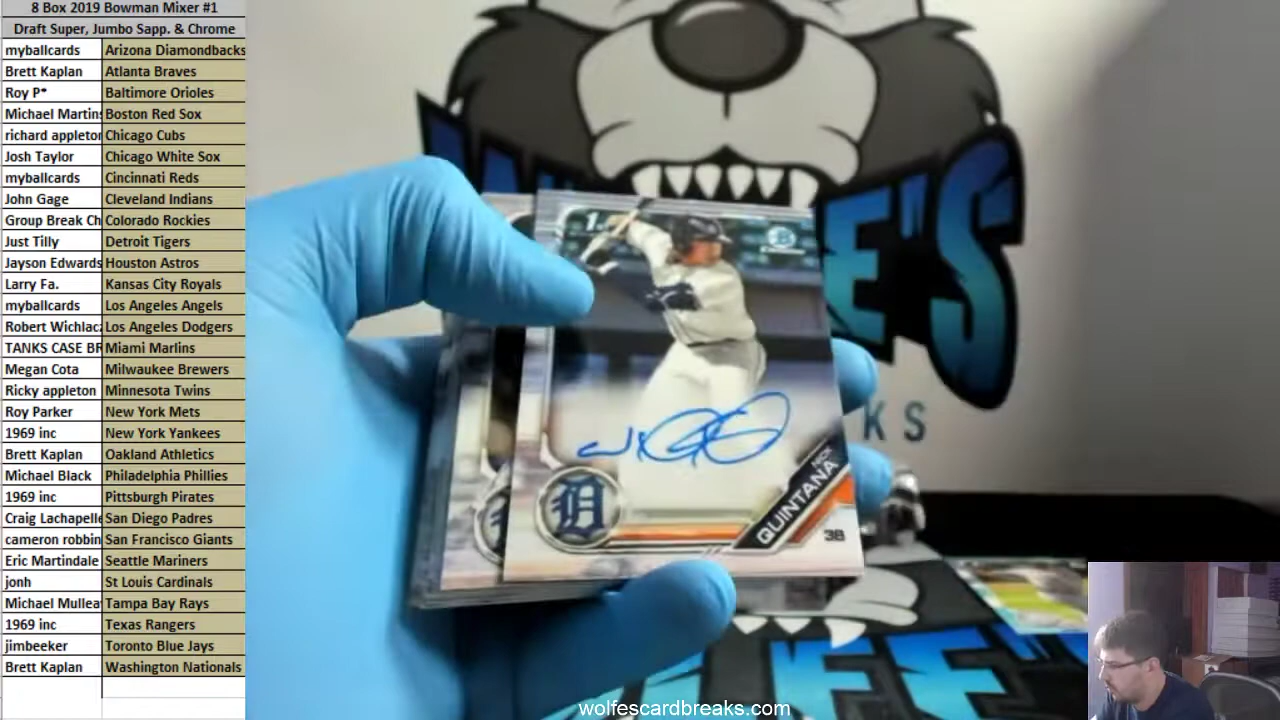 8 Box 2019 Bowman Mixer #1
Draft Super, Jumbo Sapp. & Chrome
myballcards Arizona Diamondbacks
Brett Kaplan Atlanta Braves
Roy P* Baltimore Orioles
Michael Martins Boston Red Sox
richard appleton Chicago Cubs
Josh Taylor Chicago White Sox
myballcards Cincinnati Reds
John Gage Cleveland Indians
Group Break Ch Colorado Rockies
Just Tilly Detroit Tigers
Jayson Edwards Houston Astros
Larry Fa. Kansas City Royals
myballcards Los Angeles Angels
Robert Wichlacz Los Angeles Dodgers
TANKS CASE BR Miami Marlins
Megan Cota Milwaukee Brewers
Ricky appleton Minnesota Twins
Roy Parker New York Mets
1969 inc New York Yankees
Brett Kaplan Oakland Athletics
Michael Black Philadelphia Phillies
1969 inc Pittsburgh Pirates
Craig Lachapelle San Diego Padres
cameron robbin San Francisco Giants
Eric Martindale Seattle Mariners
jonh St Louis Cardinals
Michael Mullea Tampa Bay Rays
1969 inc Texas Rangers
jimbeeker Toronto Blue Jays
Brett Kaplan Washington Nationals
E'S
KS
NICK
QUINTANA
3B
D
wolfescardbreaks.com